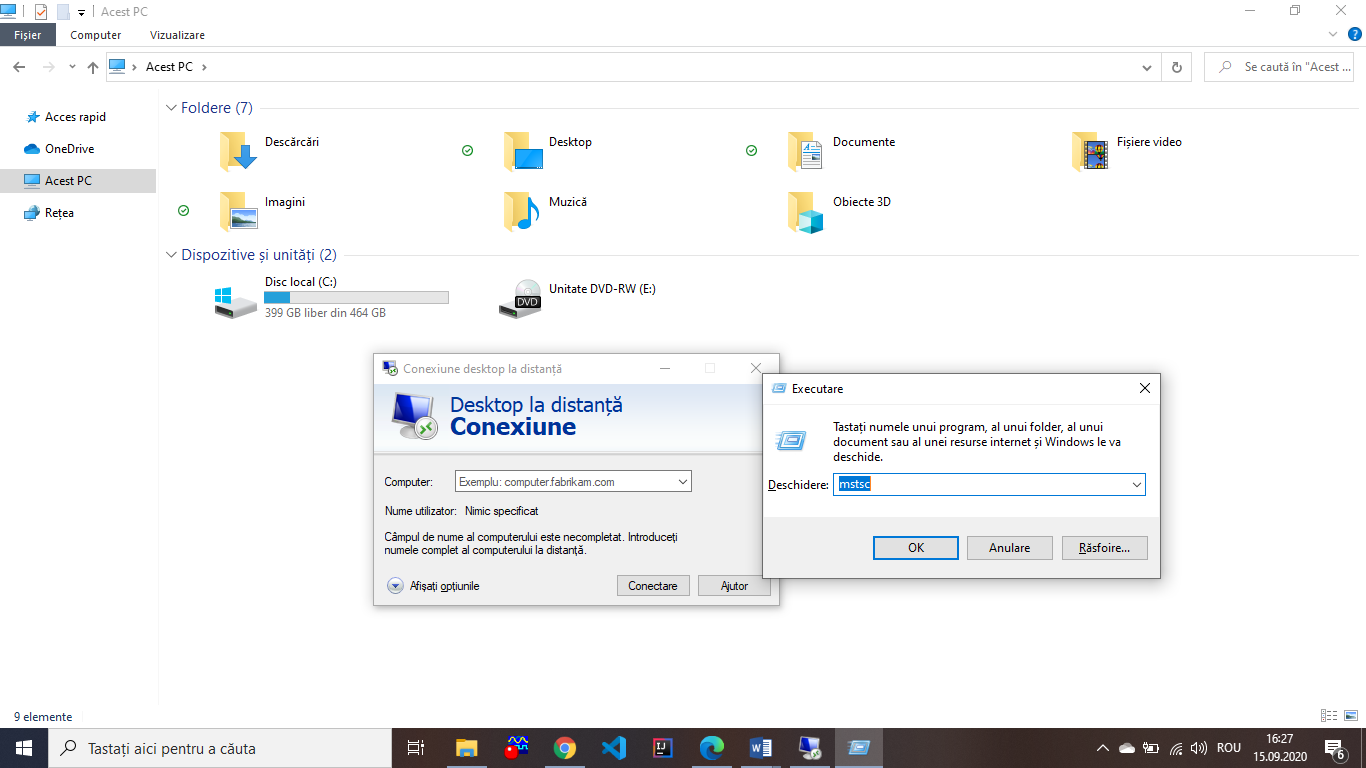 Acest PC
Fișier
Computer
Vizualizare
Acest PC
Se caută în "Acest ...
Acces rapid
OneDrive
Acest PC
Rețea
Foldere (7)
Descărcări
Desktop
Documente
Fișiere video
Imagini
Muzică
Obiecte 3D
Dispozitive și unități (2)
Disc local (C:)
399 GB liber din 464 GB
DVD
Unitate DVD-RW (E:)
Conexiune desktop la distanță
Desktop la distanță
Conexiune
Computer:
Exemplu: computer.fabrikam.com
Nume utilizator:
Nimic specificat
Câmpul de nume al computerului este necompletat. Introduceți
numele complet al computerului la distanță.
Afișați opțiunile
Conectare
Ajutor
Executare
Tastați numele unui program, al unui folder, al unui
document sau al unei resurse internet și Windows le va
deschide.
Deschidere:
mstsc
OK
Anulare
Răsfoire...
9 elemente
Tastați aici pentru a căuta
ROU
16:27
15.09.2020
6